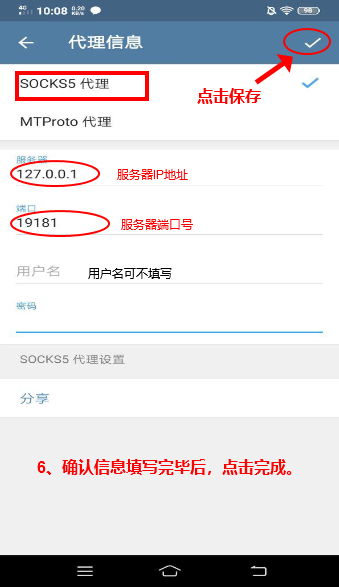 4G 10:08 0.20 KB/s 98
代理信息
SOCKS5 代理
点击保存
MTProto 代理
服务器
127.0.0.1 服务器IP地址
端口
19181 服务器端口号
用户名 用户名可不填写
密码
SOCKS5 代理设置
分享
6、确认信息填写完毕后，点击完成。